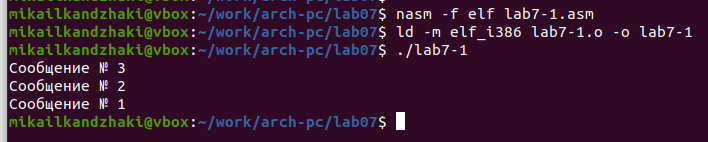 mikailkandzhaki@vbox:~/work/arch-pc/lab07$ nasm -f elf lab7-1.asm
mikailkandzhaki@vbox:~/work/arch-pc/lab07$ ld -m elf_i386 lab7-1.o -o lab7-1
mikailkandzhaki@vbox:~/work/arch-pc/lab07$ ./lab7-1
Сообщение № 3
Сообщение № 2
Сообщение № 1
mikailkandzhaki@vbox:~/work/arch-pc/lab07$